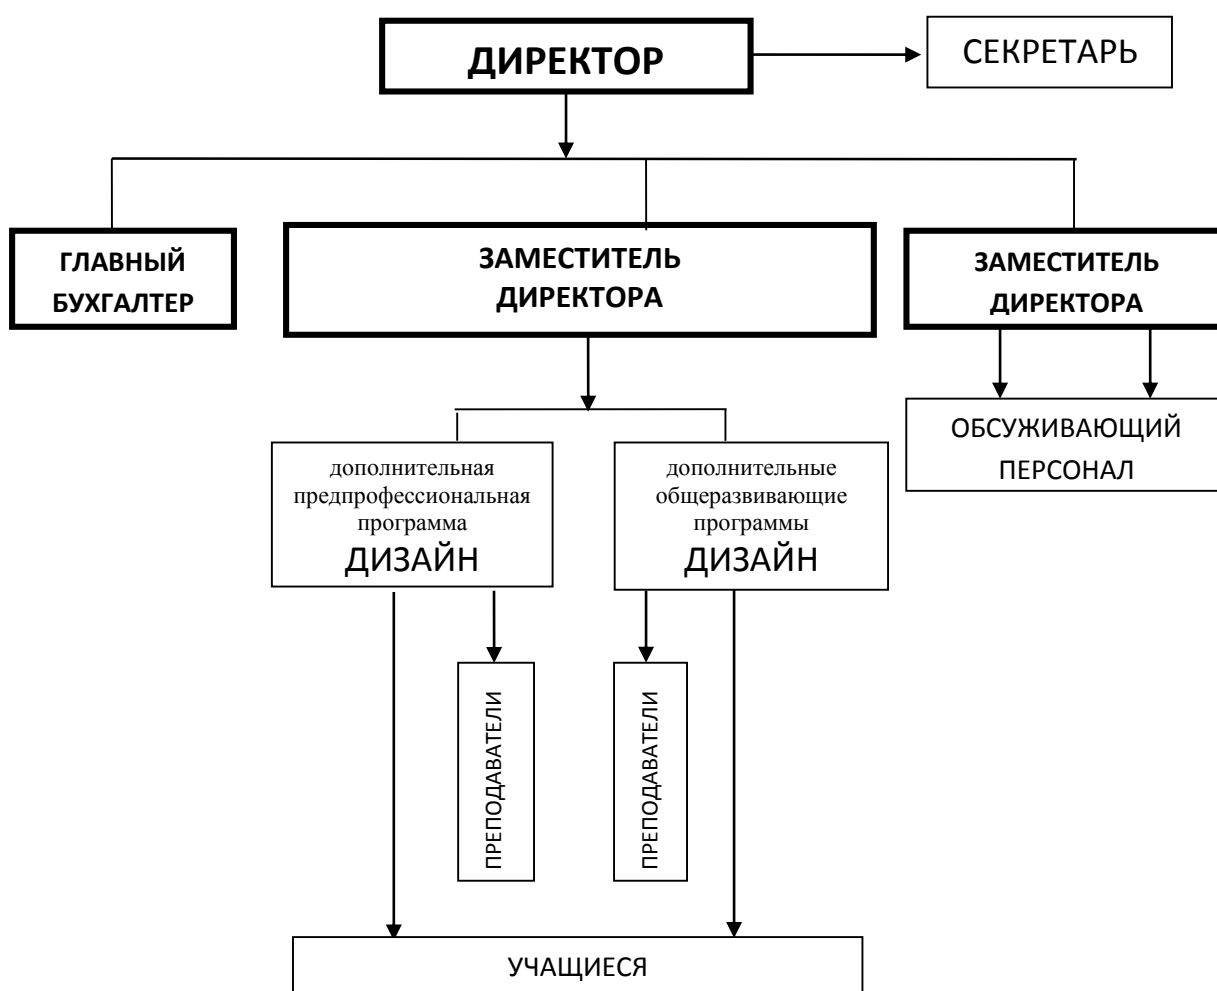 ДИРЕКТОР
СЕКРЕТАРЬ
ГЛАВНЫЙ
БУХГАЛТЕР
ЗАМЕСТИТЕЛЬ
ДИРЕКТОРА
ЗАМЕСТИТЕЛЬ
ДИРЕКТОРА
ОБСУЖИВАЮЩИЙ
ПЕРСОНАЛ
дополнительная
предпрофессиональная
программа
ДИЗАЙН
дополнительные
общеразвивающие
программы
ДИЗАЙН
ПРЕПОДАВАТЕЛИ
ПРЕПОДАВАТЕЛИ
УЧАЩИЕСЯ